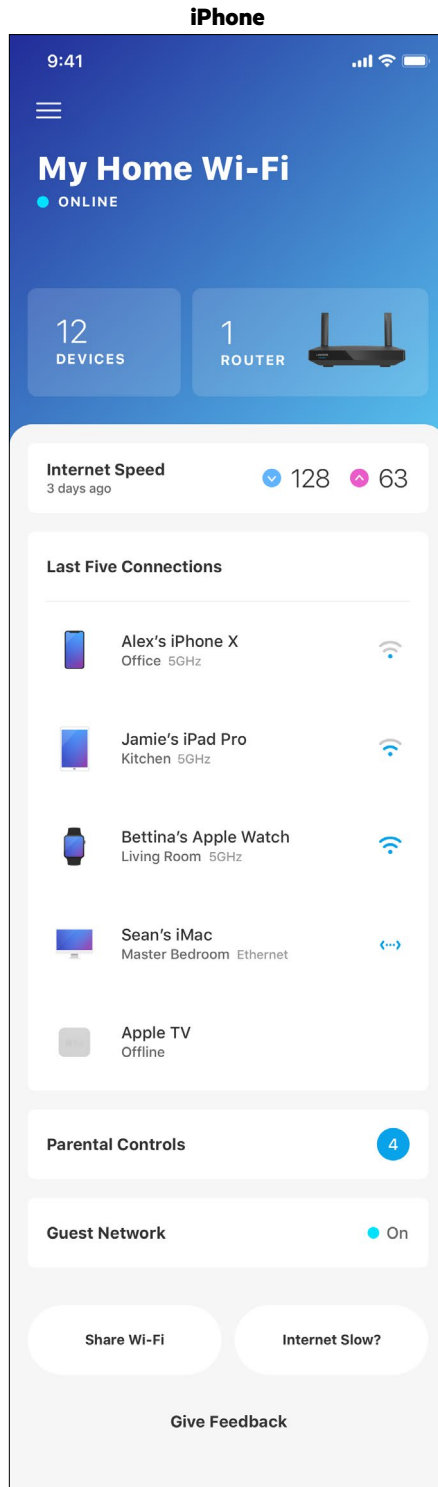 iPhone
9:41
My Home Wi-Fi
ONLINE
12
DEVICES
1
ROUTER
Internet Speed
3 days ago
128
63
Last Five Connections
Alex’s iPhone X
Office 5GHz
Jamie’s iPad Pro
Kitchen 5GHz
Bettina’s Apple Watch
Living Room 5GHz
Sean’s iMac
Master Bedroom Ethernet
Apple TV
Offline
Parental Controls
4
Guest Network
On
Share Wi-Fi
Internet Slow?
Give Feedback